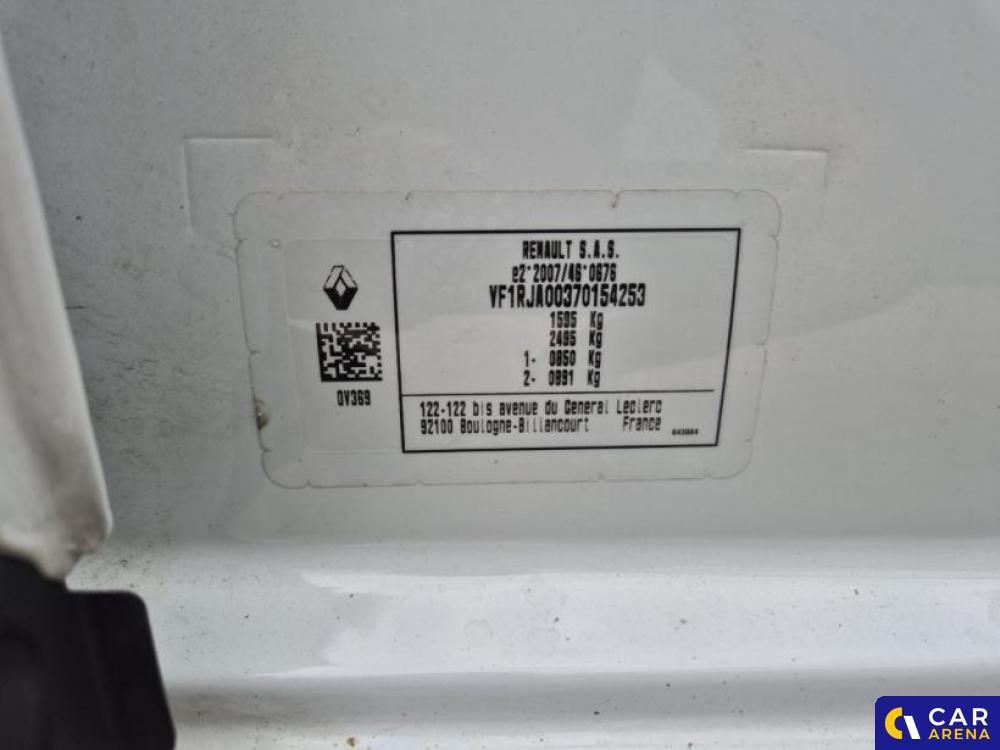 RENAULT S.A.S.
e2*2007/46*0676
VF1RJA00370154253
1595 Kg
2495 Kg
1- 0850 Kg
2- 0891 Kg
0V369
122-122 bis avenue du General Leclerc
92100 Boulogne-Billancourt France
CAR
ARENA